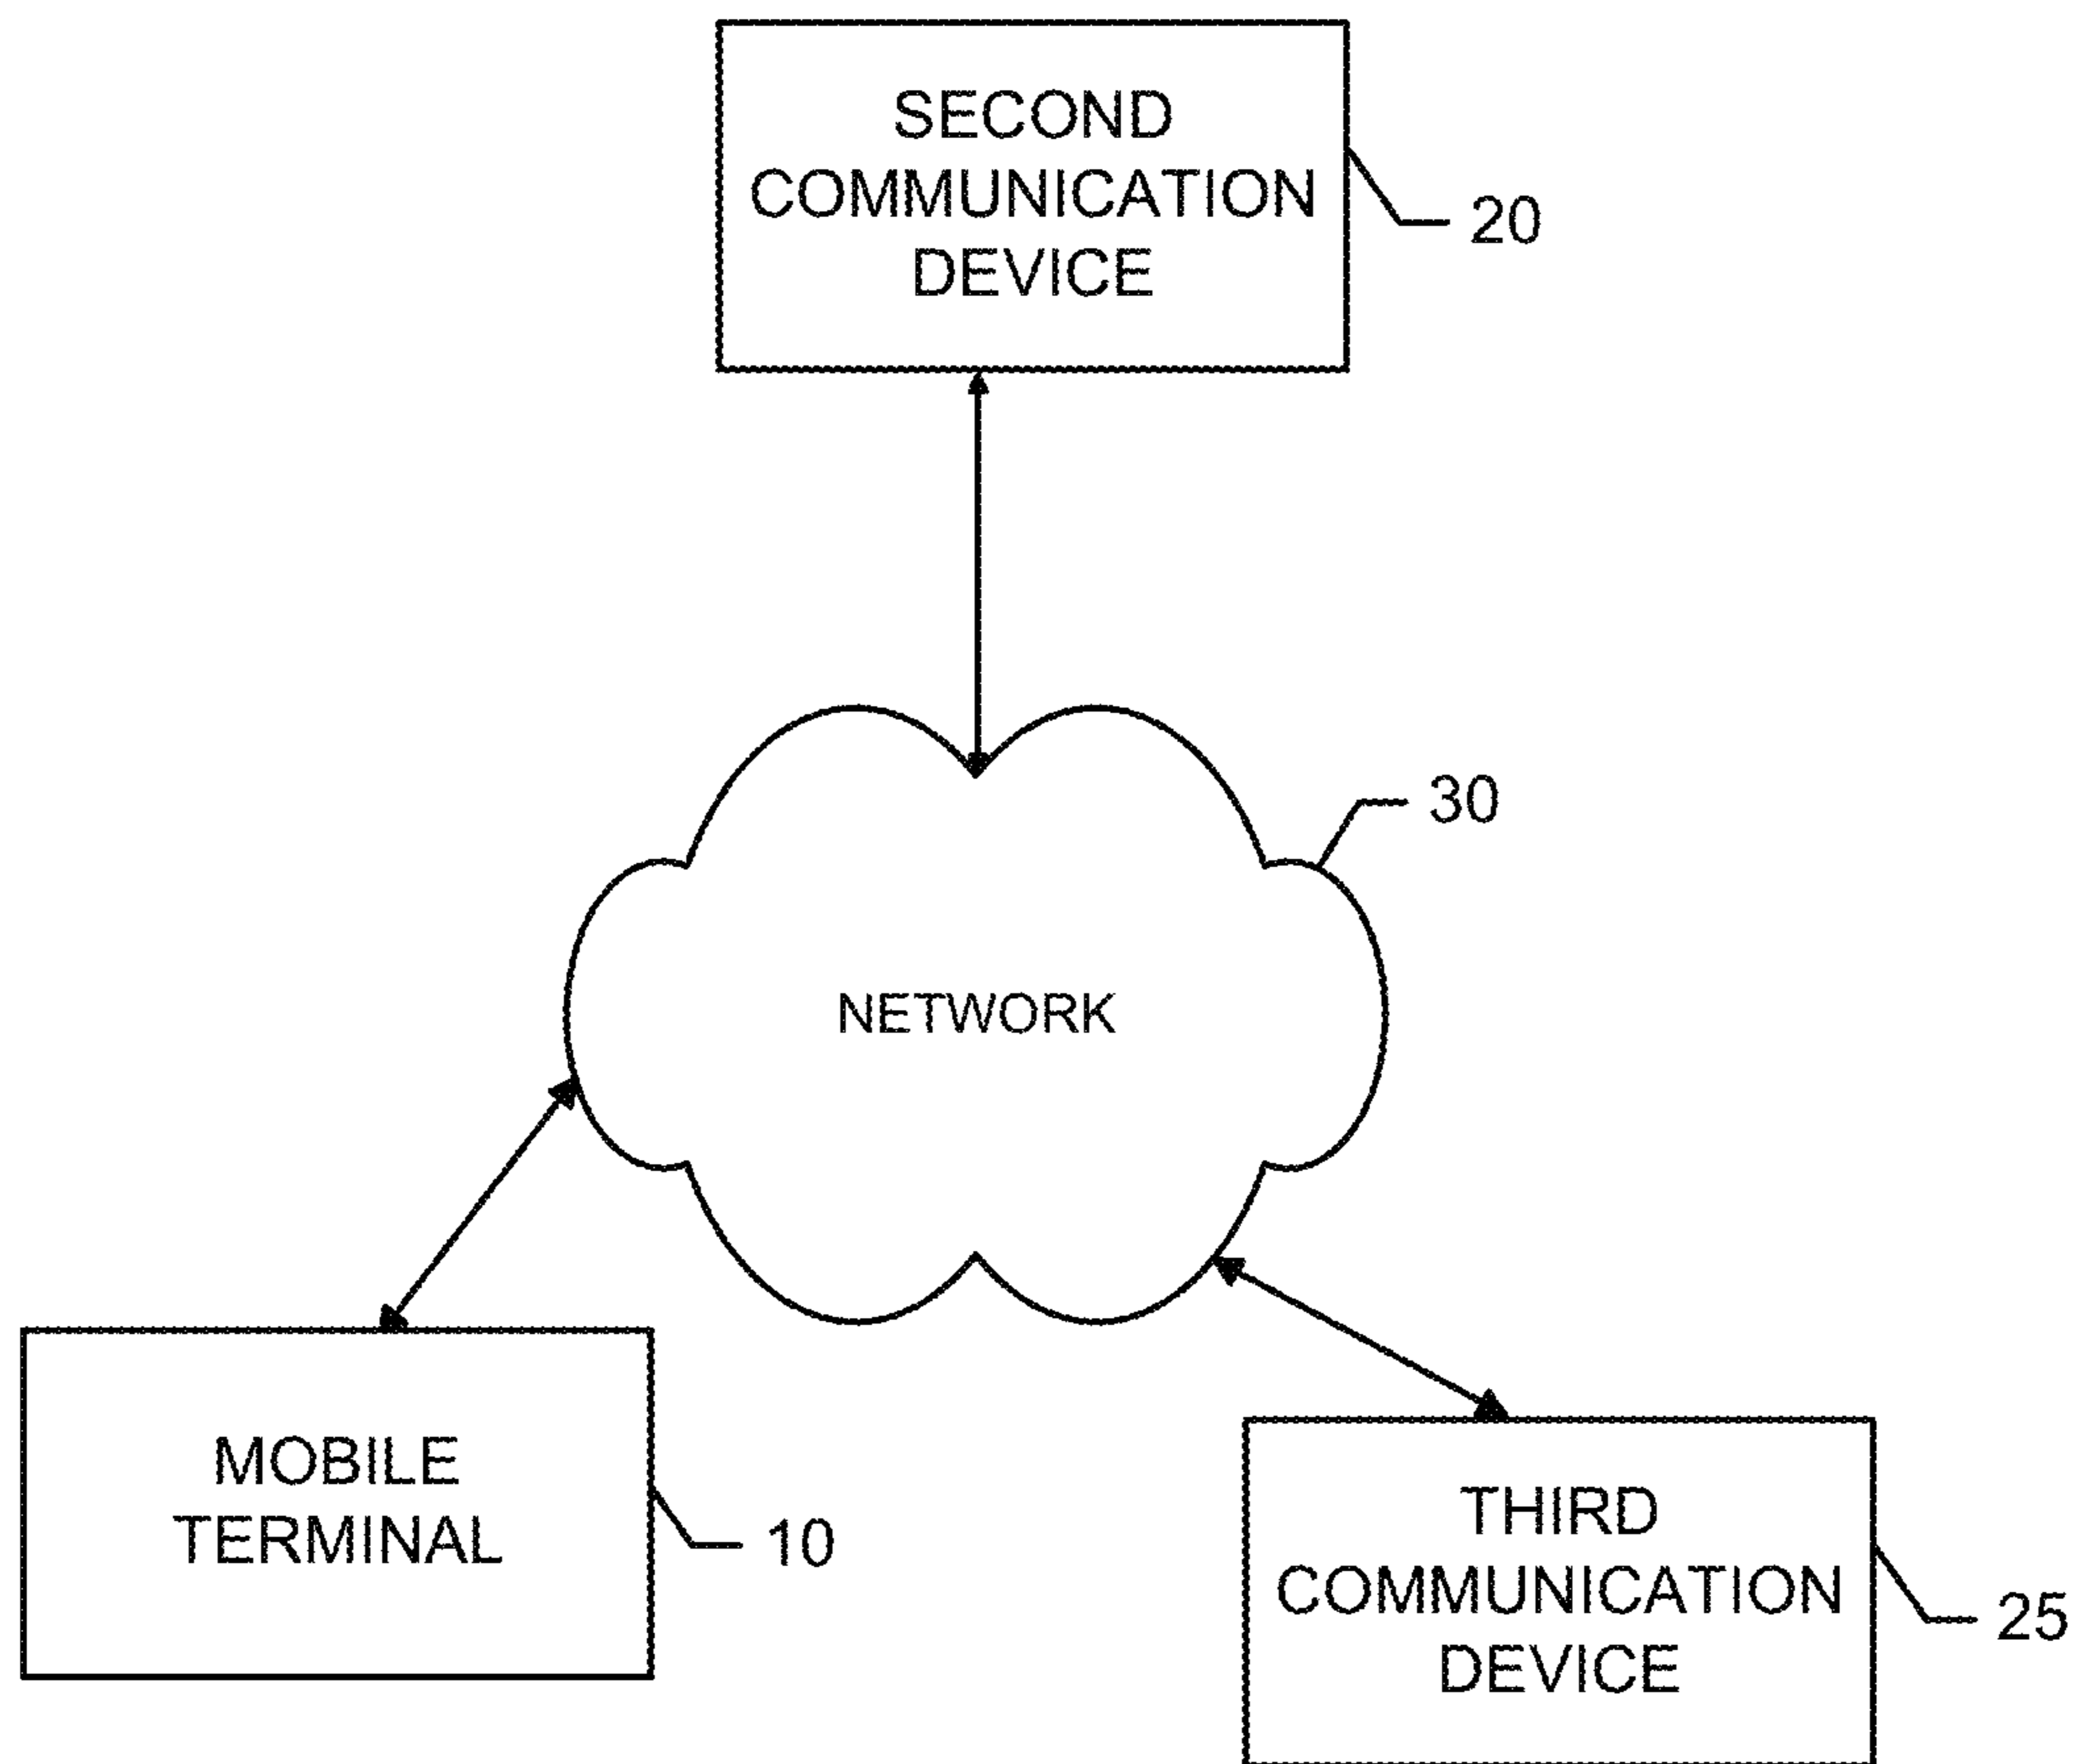 SECOND
COMMUNICATION
DEVICE
20
30
NETWORK
MOBILE
TERMINAL
10
THIRD
COMMUNICATION
DEVICE
25